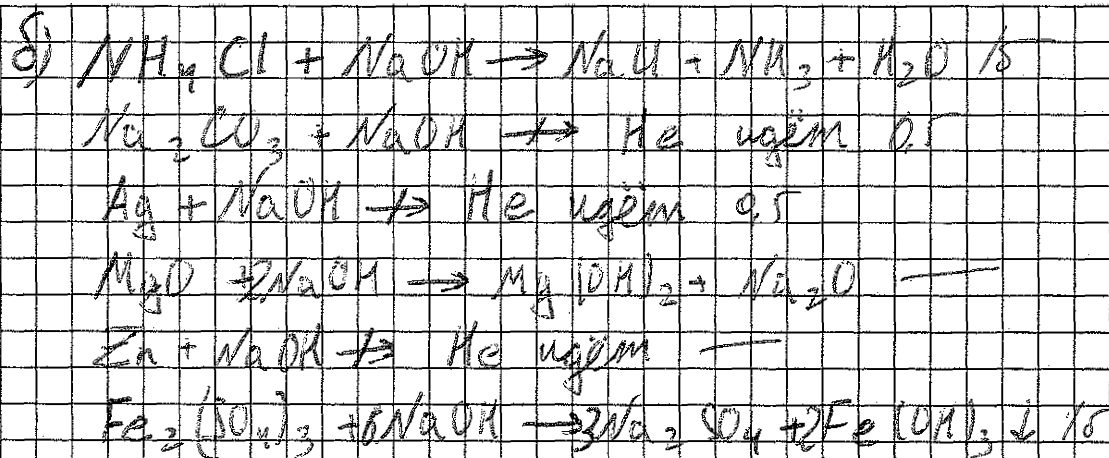 б) NH₄Cl + NaOH → NaCl + NH₃ + H₂O 1б
Na₂CO₃ + NaOH ↛ Не идёт 0.5
Ag + NaOH ↛ Не идёт 0.5
MgO + 2NaOH → Mg(OH)₂ + Na₂O —
Zn + NaOH ↛ Не идёт —
Fe₂(SO₄)₃ + 6NaOH → 3Na₂SO₄ + 2Fe(OH)₃↓ 1б